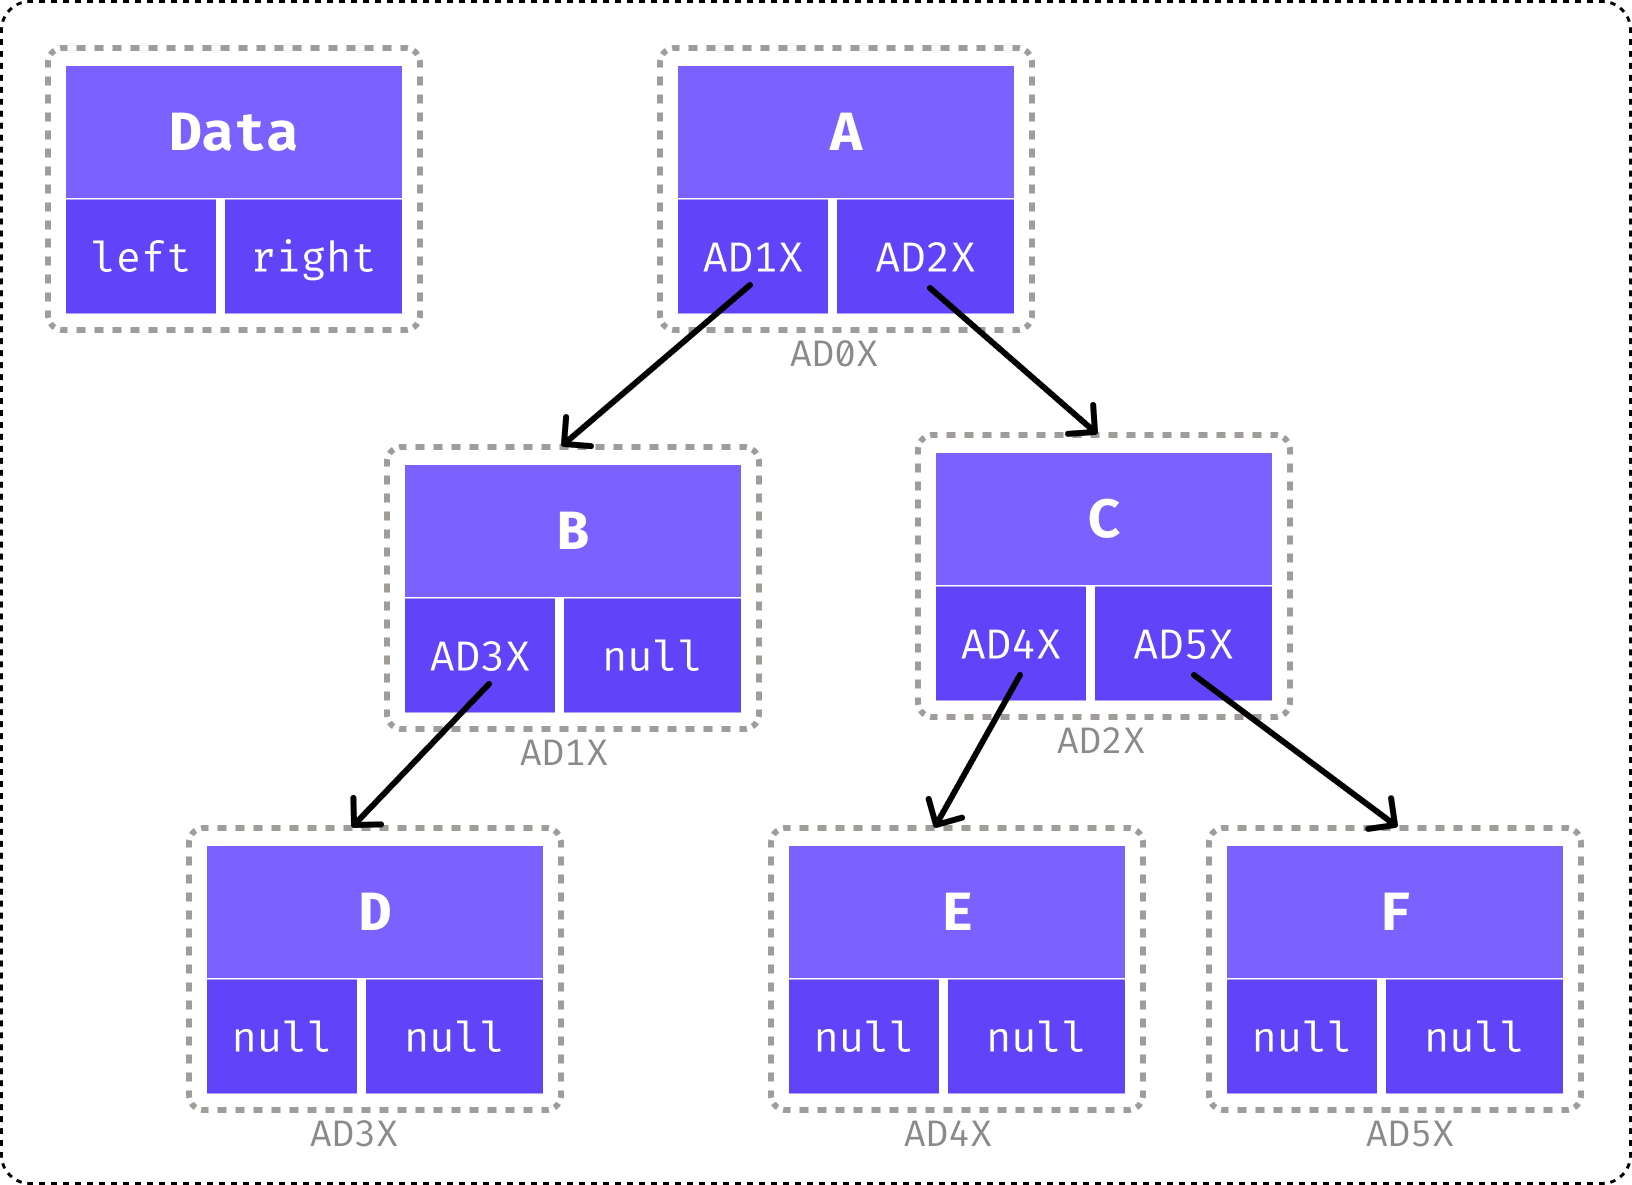 Data
left right
A
AD1X AD2X
AD0X
B
AD3X null
AD1X
C
AD4X AD5X
AD2X
D
null null
AD3X
E
null null
AD4X
F
null null
AD5X